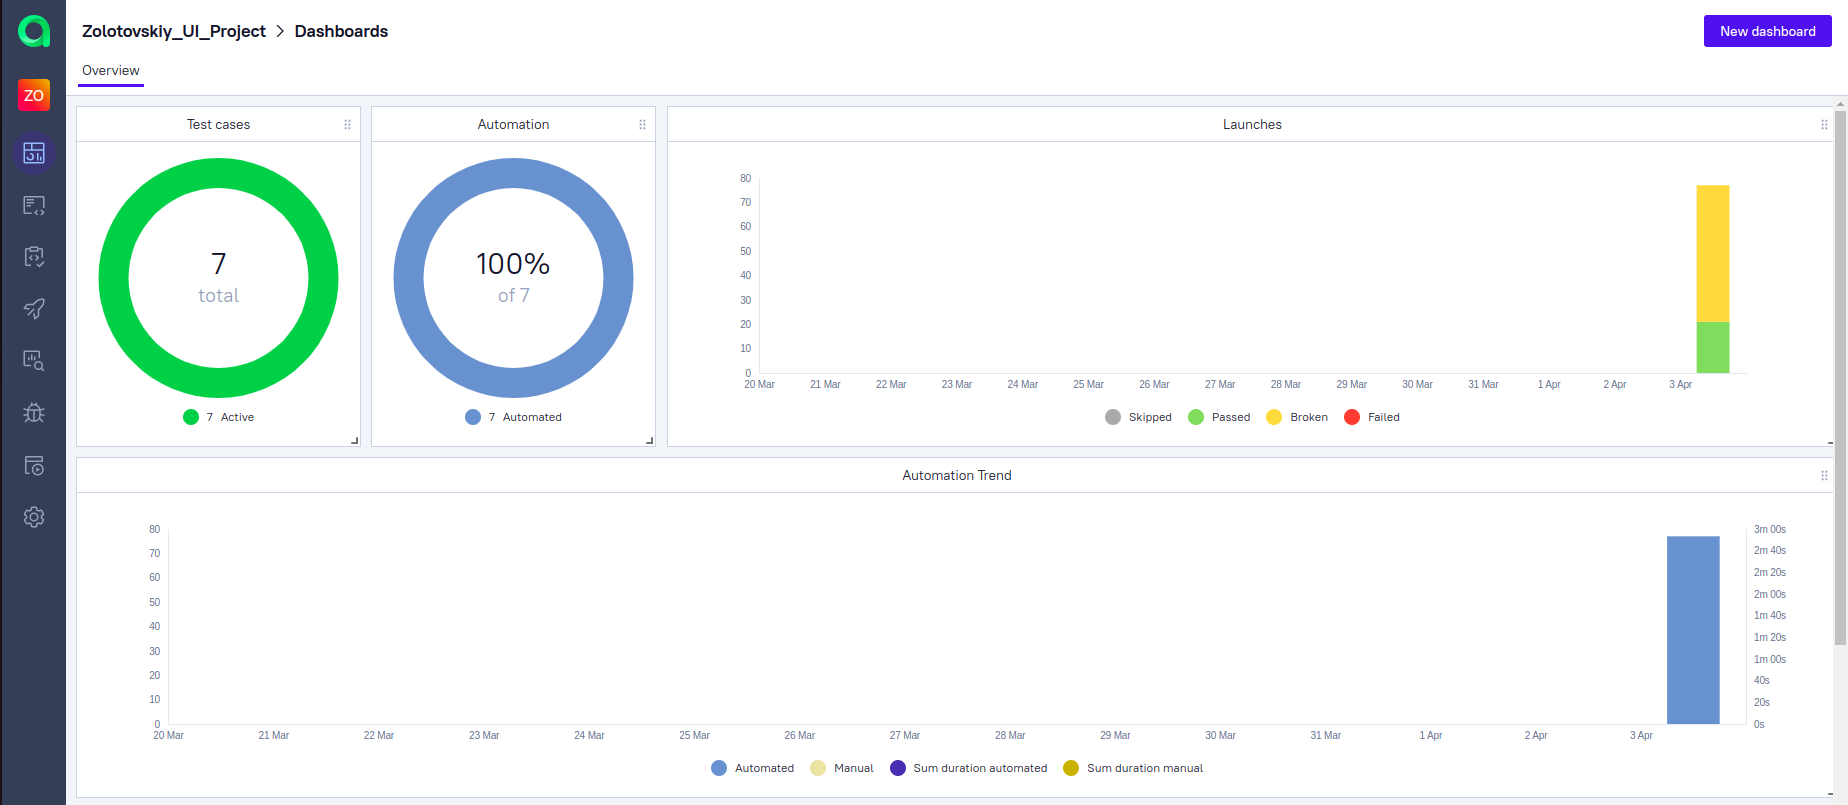 Zolotovskiy_UI_Project > Dashboards
New dashboard
Overview
ZO
Test cases
7
total
7 Active
Automation
100%
of 7
7 Automated
Launches
80
70
60
50
40
30
20
10
0
20 Mar 21 Mar 22 Mar 23 Mar 24 Mar 25 Mar 26 Mar 27 Mar 28 Mar 29 Mar 30 Mar 31 Mar 1 Apr 2 Apr 3 Apr
Skipped Passed Broken Failed
Automation Trend
80
70
60
50
40
30
20
10
0
3m 00s
2m 40s
2m 20s
2m 00s
1m 40s
1m 20s
1m 00s
40s
20s
0s
20 Mar 21 Mar 22 Mar 23 Mar 24 Mar 25 Mar 26 Mar 27 Mar 28 Mar 29 Mar 30 Mar 31 Mar 1 Apr 2 Apr 3 Apr
Automated Manual Sum duration automated Sum duration manual